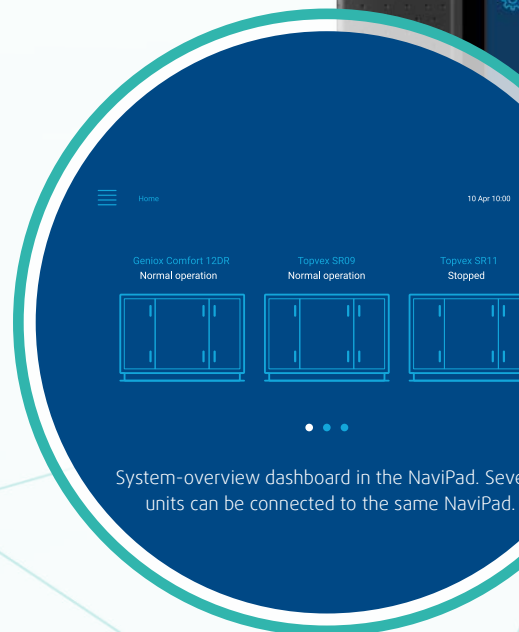 Home
10 Apr 10:00
Geniox Comfort 12DR
Topvex SR09
Topvex SR11
Normal operation
Normal operation
Stopped
System-overview dashboard in the NaviPad.
units can be connected to the same NaviPad.